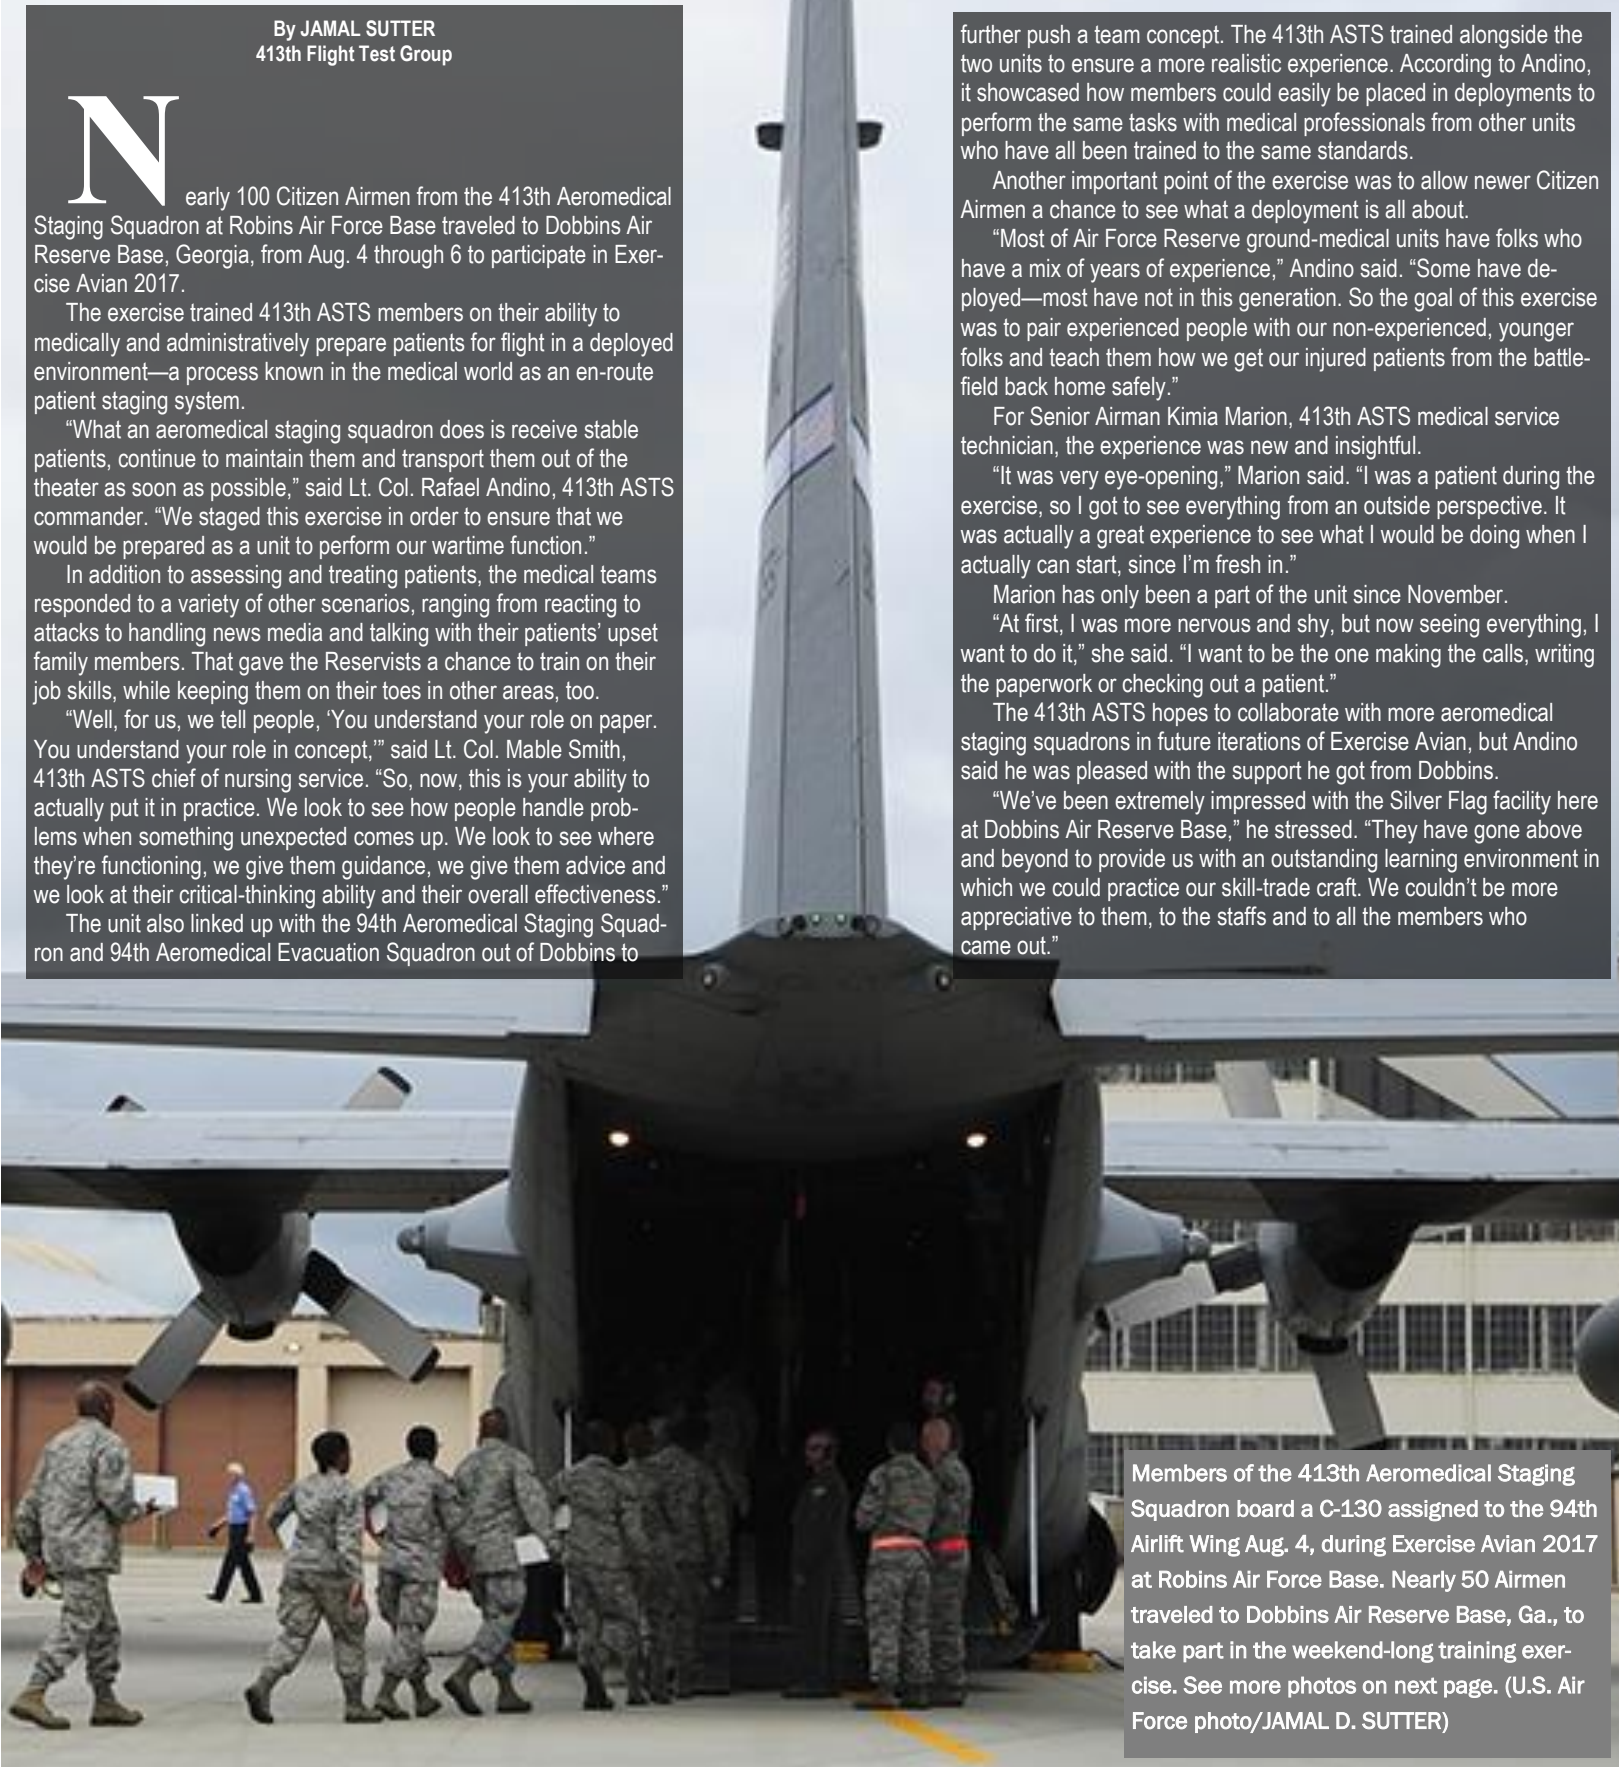 By JAMAL SUTTER
413th Flight Test Group
Nearly 100 Citizen Airmen from the 413th Aeromedical
Staging Squadron at Robins Air Force Base traveled to Dobbins Air
Reserve Base, Georgia, from Aug. 4 through 6 to participate in Exer-
cise Avian 2017.
The exercise trained 413th ASTS members on their ability to
medically and administratively prepare patients for flight in a deployed
environment—a process known in the medical world as an en-route
patient staging system.
“What an aeromedical staging squadron does is receive stable
patients, continue to maintain them and transport them out of the
theater as soon as possible,” said Lt. Col. Rafael Andino, 413th ASTS
commander. “We staged this exercise in order to ensure that we
would be prepared as a unit to perform our wartime function.”
In addition to assessing and treating patients, the medical teams
responded to a variety of other scenarios, ranging from reacting to
attacks to handling news media and talking with their patients’ upset
family members. That gave the Reservists a chance to train on their
job skills, while keeping them on their toes in other areas, too.
“Well, for us, we tell people, ‘You understand your role on paper.
You understand your role in concept,’” said Lt. Col. Mable Smith,
413th ASTS chief of nursing service. “So, now, this is your ability to
actually put it in practice. We look to see how people handle prob-
lems when something unexpected comes up. We look to see where
they’re functioning, we give them guidance, we give them advice and
we look at their critical-thinking ability and their overall effectiveness.”
The unit also linked up with the 94th Aeromedical Staging Squad-
ron and 94th Aeromedical Evacuation Squadron out of Dobbins to
further push a team concept. The 413th ASTS trained alongside the
two units to ensure a more realistic experience. According to Andino,
it showcased how members could easily be placed in deployments to
perform the same tasks with medical professionals from other units
who have all been trained to the same standards.
Another important point of the exercise was to allow newer Citizen
Airmen a chance to see what a deployment is all about.
“Most of Air Force Reserve ground-medical units have folks who
have a mix of years of experience,” Andino said. “Some have de-
ployed—most have not in this generation. So the goal of this exercise
was to pair experienced people with our non-experienced, younger
folks and teach them how we get our injured patients from the battle-
field back home safely.”
For Senior Airman Kimia Marion, 413th ASTS medical service
technician, the experience was new and insightful.
“It was very eye-opening,” Marion said. “I was a patient during the
exercise, so I got to see everything from an outside perspective. It
was actually a great experience to see what I would be doing when I
actually can start, since I’m fresh in.”
Marion has only been a part of the unit since November.
“At first, I was more nervous and shy, but now seeing everything, I
want to do it,” she said. “I want to be the one making the calls, writing
the paperwork or checking out a patient.”
The 413th ASTS hopes to collaborate with more aeromedical
staging squadrons in future iterations of Exercise Avian, but Andino
said he was pleased with the support he got from Dobbins.
“We’ve been extremely impressed with the Silver Flag facility here
at Dobbins Air Reserve Base,” he stressed. “They have gone above
and beyond to provide us with an outstanding learning environment in
which we could practice our skill-trade craft. We couldn’t be more
appreciative to them, to the staffs and to all the members who
came out.”
Members of the 413th Aeromedical Staging
Squadron board a C-130 assigned to the 94th
Airlift Wing Aug. 4, during Exercise Avian 2017
at Robins Air Force Base. Nearly 50 Airmen
traveled to Dobbins Air Reserve Base, Ga., to
take part in the weekend-long training exer-
cise. See more photos on next page. (U.S. Air
Force photo/JAMAL D. SUTTER)